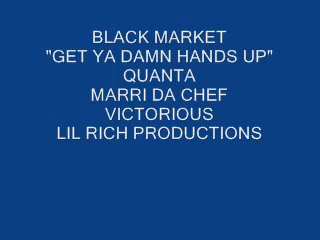 BLACK MARKET
"GET YA DAMN HANDS UP"
QUANTA
MARRI DA CHEF
VICTORIOUS
LIL RICH PRODUCTIONS